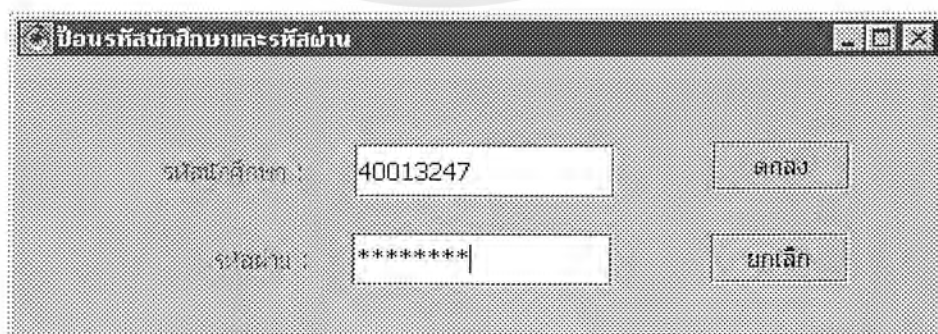 ป้อนรหัสนักศึกษาและรหัสผ่าน
รหัสนักศึกษา : 40013247 ตกลง
รหัสผ่าน : ******** ยกเลิก